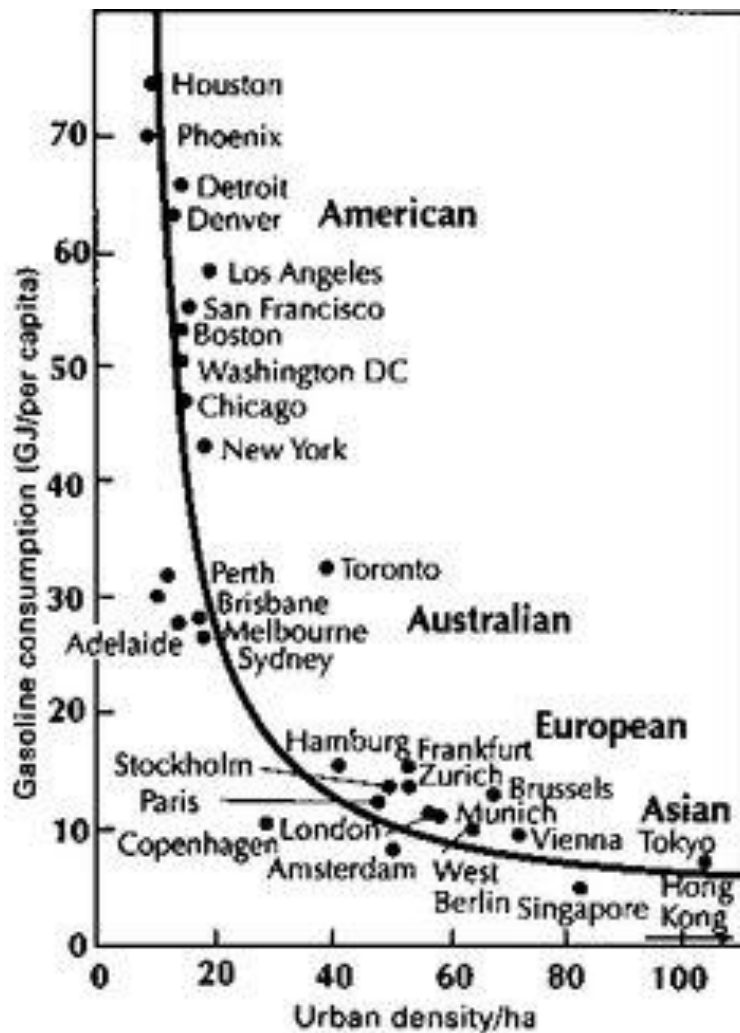 Gasoline consumption (GJ/per capita)
70
60
50
40
30
20
10
0
Houston
Phoenix
Detroit
Denver
American
Los Angeles
San Francisco
Boston
Washington DC
Chicago
New York
Perth
Toronto
Brisbane
Australian
Adelaide
Melbourne
Sydney
European
Hamburg
Frankfurt
Stockholm
Zurich
Brussels
Paris
London
Munich
Asian
Copenhagen
Vienna
Tokyo
Amsterdam
West
Berlin
Singapore
Hong
Kong
0 20 40 60 80 100
Urban density/ha